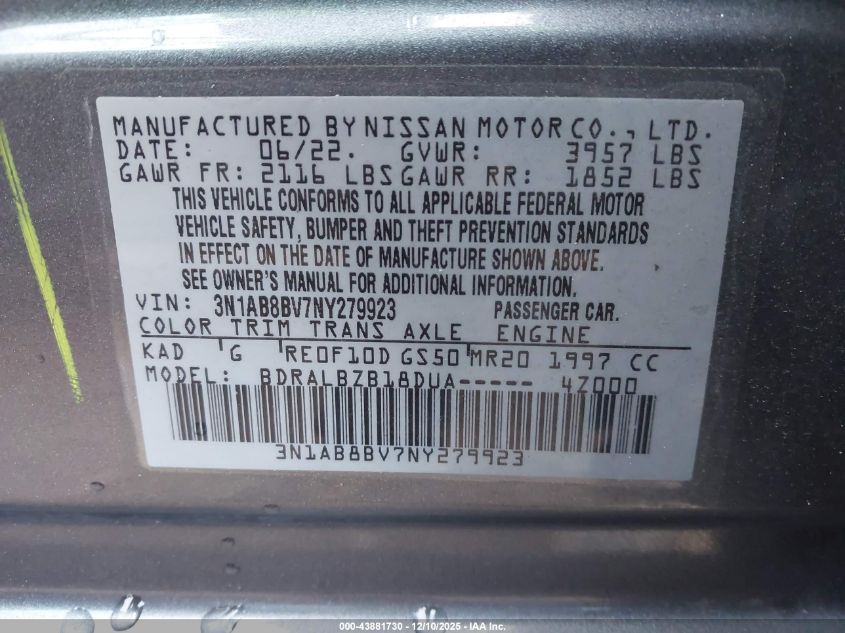 MANUFACTURED BY NISSAN MOTOR CO., LTD.
DATE: 06/22. GVWR: 3957 LBS
GAWR FR: 2116 LBS GAWR RR: 1852 LBS
THIS VEHICLE CONFORMS TO ALL APPLICABLE FEDERAL MOTOR
VEHICLE SAFETY, BUMPER AND THEFT PREVENTION STANDARDS
IN EFFECT ON THE DATE OF MANUFACTURE SHOWN ABOVE.
SEE OWNER'S MANUAL FOR ADDITIONAL INFORMATION.
VIN: 3N1AB8BV7NY279923 PASSENGER CAR.
COLOR TRIM TRANS AXLE ENGINE
KAD G RE0F10D GS50 MR20 1997 CC
MODEL: BDRALBZB18DUA----- 4Z000
3N1AB8BV7NY279923
000-43881730 - 12/10/2025 - IAA Inc.